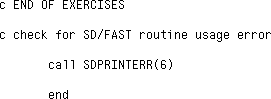 c END OF EXERCISES
c check for SD/FAST routine usage error
call SDPRINTERR(6)
end